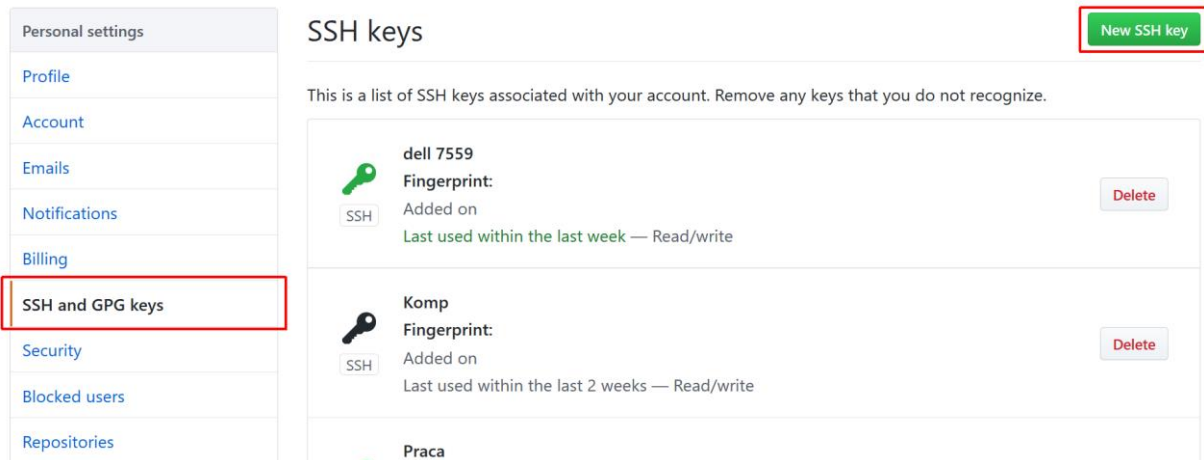 Personal settings
Profile
Account
Emails
Notifications
Billing
SSH and GPG keys
Security
Blocked users
Repositories
SSH keys
New SSH key
This is a list of SSH keys associated with your account. Remove any keys that you do not recognize.
dell 7559
Fingerprint:
SSH
Added on
Last used within the last week — Read/write
Delete
Komp
Fingerprint:
SSH
Added on
Last used within the last 2 weeks — Read/write
Delete
Praca